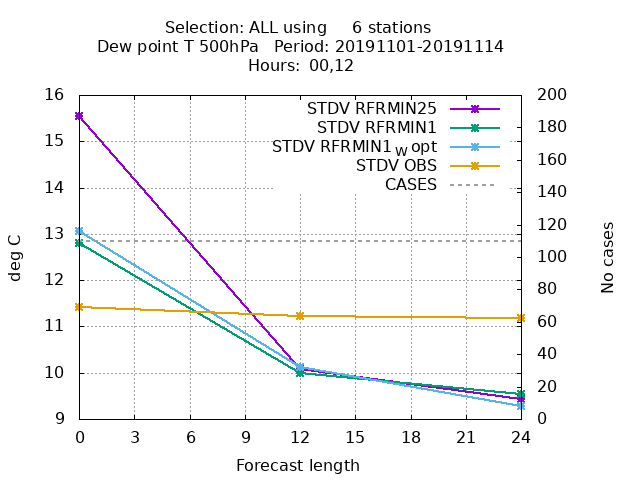 Selection: ALL using 6 stations
Dew point T 500hPa Period: 20191101-20191114
Hours: 00,12
16
15
14
13
12
11
10
9
deg C
200
180
160
140
120
100
80
60
40
20
0
No cases
STDV RFRMIN25
STDV RFRMIN1
STDV RFRMIN1wopt
STDV OBS
CASES
0 3 6 9 12 15 18 21 24
Forecast length